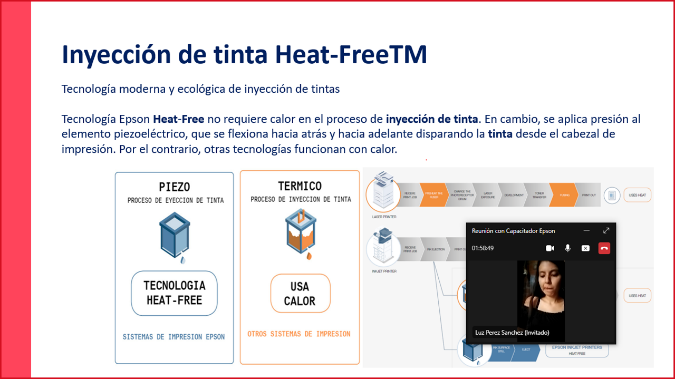 Inyección de tinta Heat-FreeTM
Tecnología moderna y ecológica de inyección de tintas
Tecnología Epson Heat-Free no requiere calor en el proceso de inyección de tinta. En cambio, se aplica presión al
elemento piezoeléctrico, que se flexiona hacia atrás y hacia adelante disparando la tinta desde el cabezal de
impresión. Por el contrario, otras tecnologías funcionan con calor.
PIEZO
PROCESO DE EYECCION DE TINTA
TECNOLOGIA
HEAT-FREE
SISTEMAS DE IMPRESION EPSON
TERMICO
PROCESO DE INYECCION DE TINTA
USA
CALOR
OTROS SISTEMAS DE IMPRESION
LASER PRINTER
USES HEAT
INKJET PRINTER
Reunión con Capacitador Epson
01:50:49
Luz Perez Sanchez (Invitado)
USES HEAT
EPSON INKJET PRINTERS
HEAT FREE